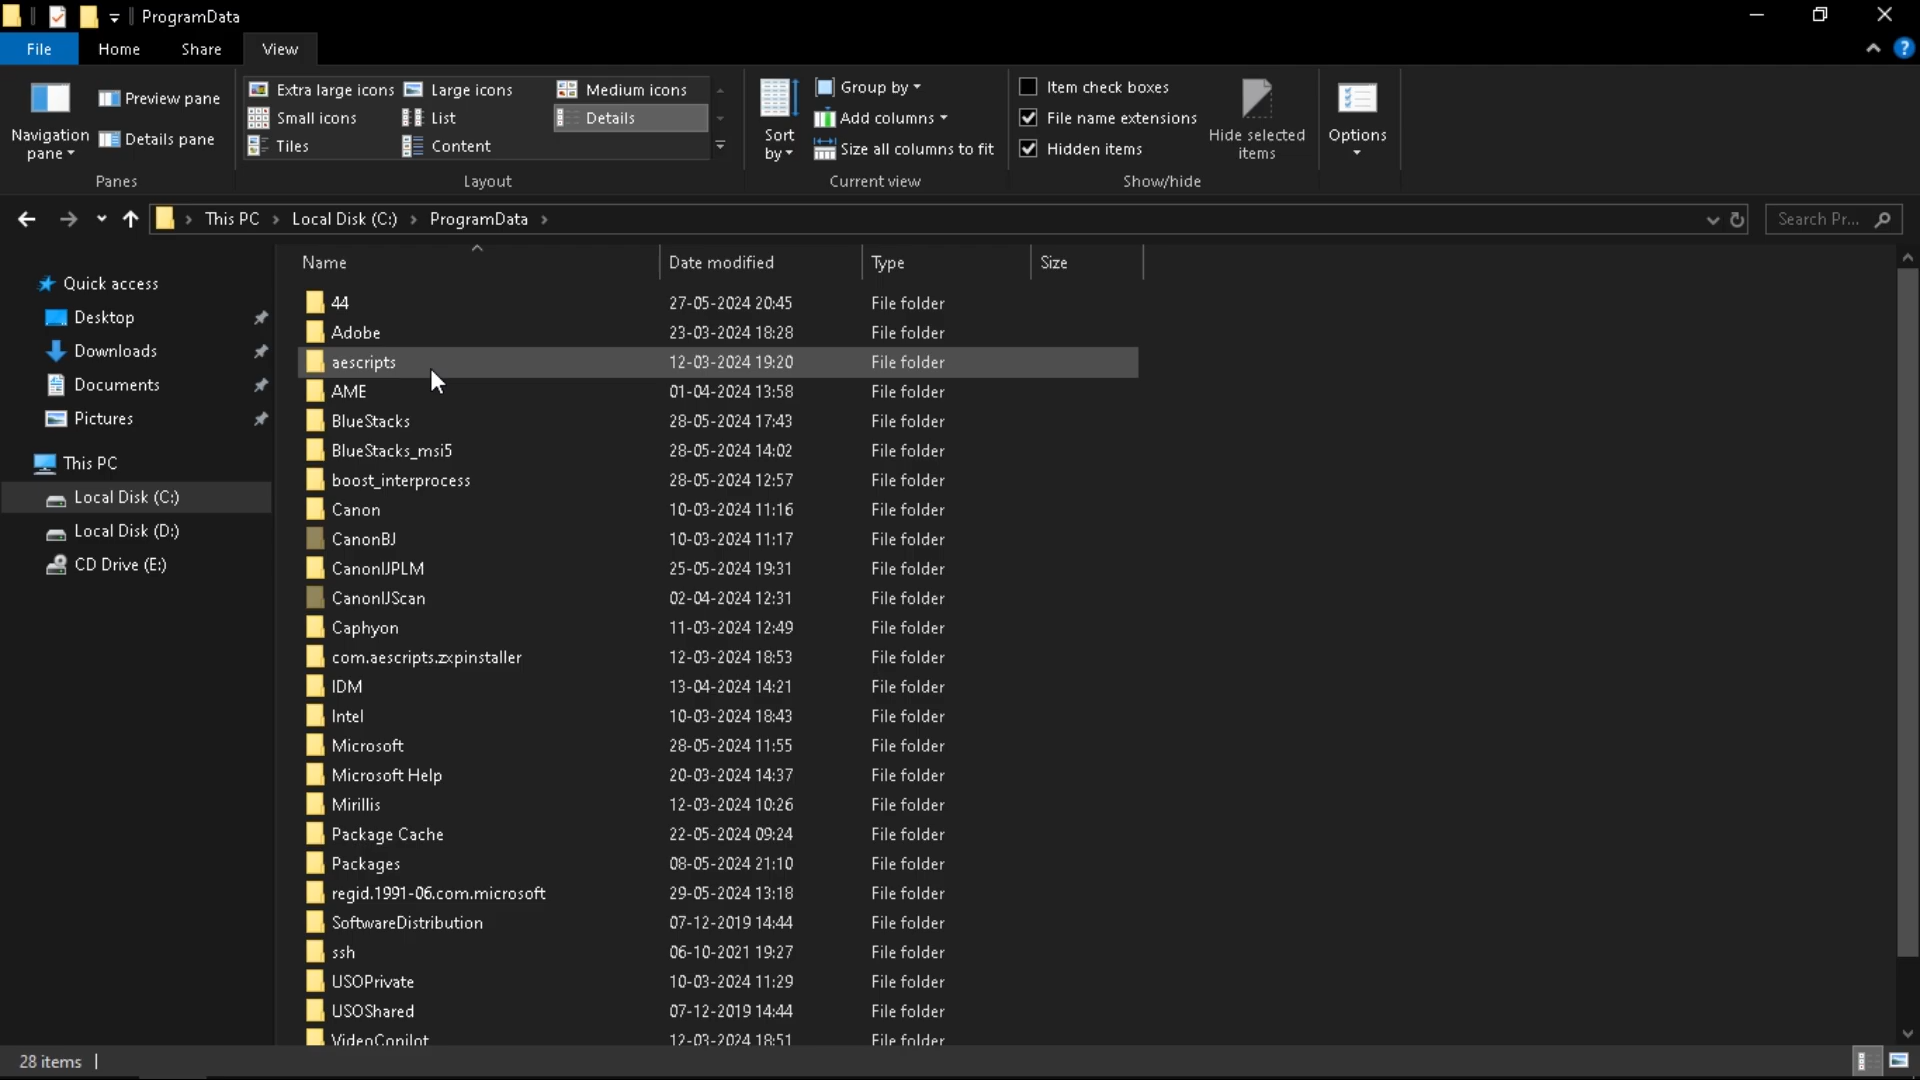 ProgramData
File Home Share View
Navigation pane
Preview pane
Details pane
Panes
Extra large icons Large icons Medium icons
Small icons List Details
Tiles Content
Layout
Sort by
Group by
Add columns
Size all columns to fit
Current view
Item check boxes
File name extensions
Hidden items
Hide selected items
Show/hide
Options
This PC > Local Disk (C:) > ProgramData >
Search Pr...
Quick access
Desktop
Downloads
Documents
Pictures
This PC
Local Disk (C:)
Local Disk (D:)
CD Drive (E:)
Name Date modified Type Size
44 27-05-2024 20:45 File folder
Adobe 23-03-2024 18:28 File folder
aescripts 12-03-2024 19:20 File folder
AME 01-04-2024 13:58 File folder
BlueStacks 28-05-2024 17:43 File folder
BlueStacks_msi5 28-05-2024 14:02 File folder
boost_interprocess 28-05-2024 12:57 File folder
Canon 10-03-2024 11:16 File folder
CanonBJ 10-03-2024 11:17 File folder
CanonIJPLM 25-05-2024 19:31 File folder
CanonIJScan 02-04-2024 12:31 File folder
Caphyon 11-03-2024 12:49 File folder
com.aescripts.zxpinstaller 12-03-2024 18:53 File folder
IDM 13-04-2024 14:21 File folder
Intel 10-03-2024 18:43 File folder
Microsoft 28-05-2024 11:55 File folder
Microsoft Help 20-03-2024 14:37 File folder
Mirillis 12-03-2024 10:26 File folder
Package Cache 22-05-2024 09:24 File folder
Packages 08-05-2024 21:10 File folder
regid.1991-06.com.microsoft 29-05-2024 13:18 File folder
SoftwareDistribution 07-12-2019 14:44 File folder
ssh 06-10-2021 19:27 File folder
USOPrivate 10-03-2024 11:29 File folder
USOShared 07-12-2019 14:44 File folder
VideoCopilot 12-03-2024 18:51 File folder
28 items